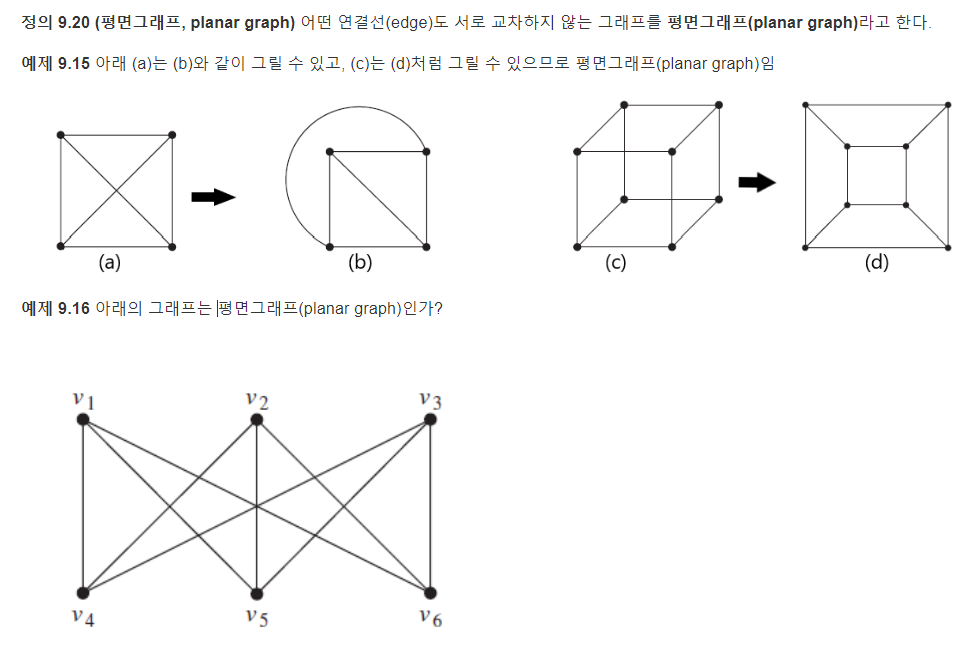 정의 9.20 (평면그래프, planar graph) 어떤 연결선(edge)도 서로 교차하지 않는 그래프를 평면그래프(planar graph)라고 한다.
예제 9.15 아래 (a)는 (b)와 같이 그릴 수 있고, (c)는 (d)처럼 그릴 수 있으므로 평면그래프(planar graph)임
(a) (b) (c) (d)
예제 9.16 아래의 그래프는 평면그래프(planar graph)인가?
v1 v2 v3
v4 v5 v6